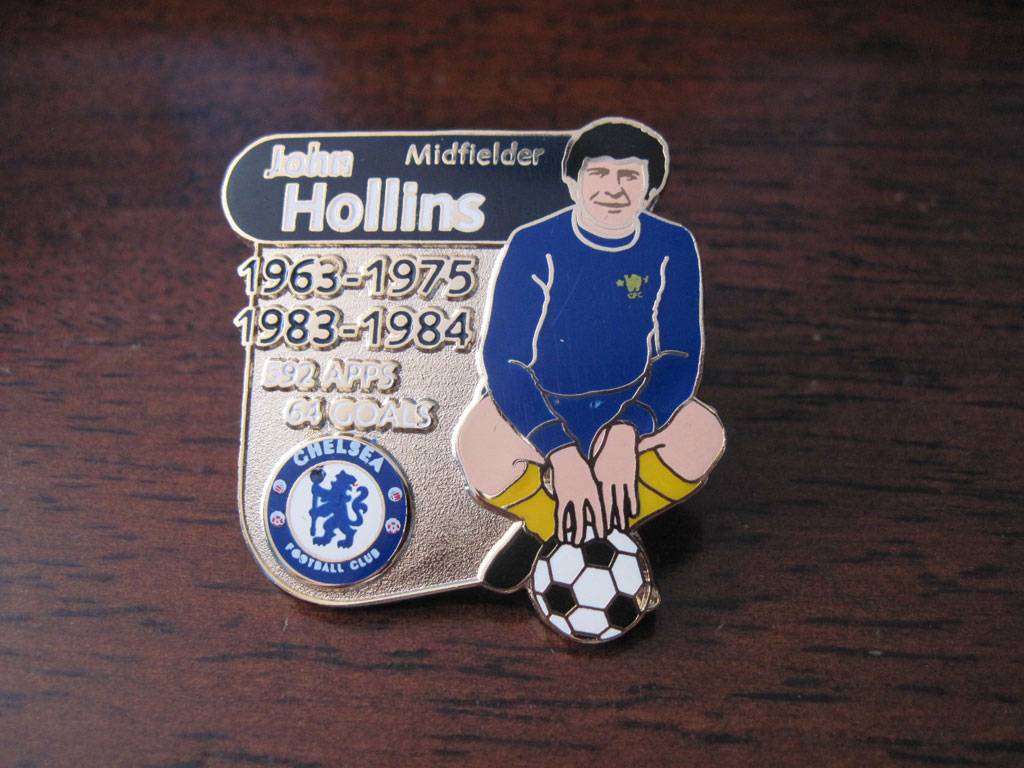 John
Midfielder
Hollins
1963-1975
1983-1984
592 APPS
64 GOALS
CHELSEA
FOOTBALL CLUB
CFC